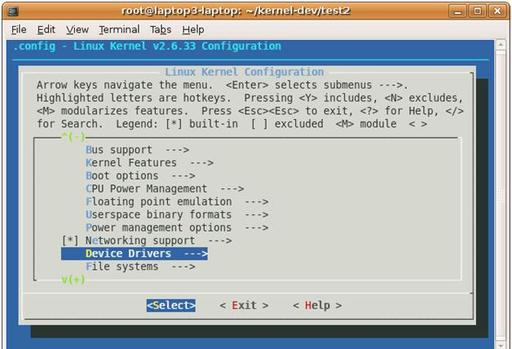 root@laptop3-laptop: ~/kernel-dev/test2
File Edit View Terminal Tabs Help
.config - Linux Kernel v2.6.33 Configuration
Linux Kernel Configuration
Arrow keys navigate the menu. <Enter> selects submenus --->.
Highlighted letters are hotkeys. Pressing <Y> includes, <N> excludes,
<M> modularizes features. Press <Esc><Esc> to exit, <?> for Help, </>
for Search. Legend: [*] built-in [ ] excluded <M> module < >
^(-)
Bus support --->
Kernel Features --->
Boot options --->
CPU Power Management --->
Floating point emulation --->
Userspace binary formats --->
Power management options --->
[*] Networking support --->
Device Drivers --->
File systems --->
v(+)
<Select> < Exit > < Help >